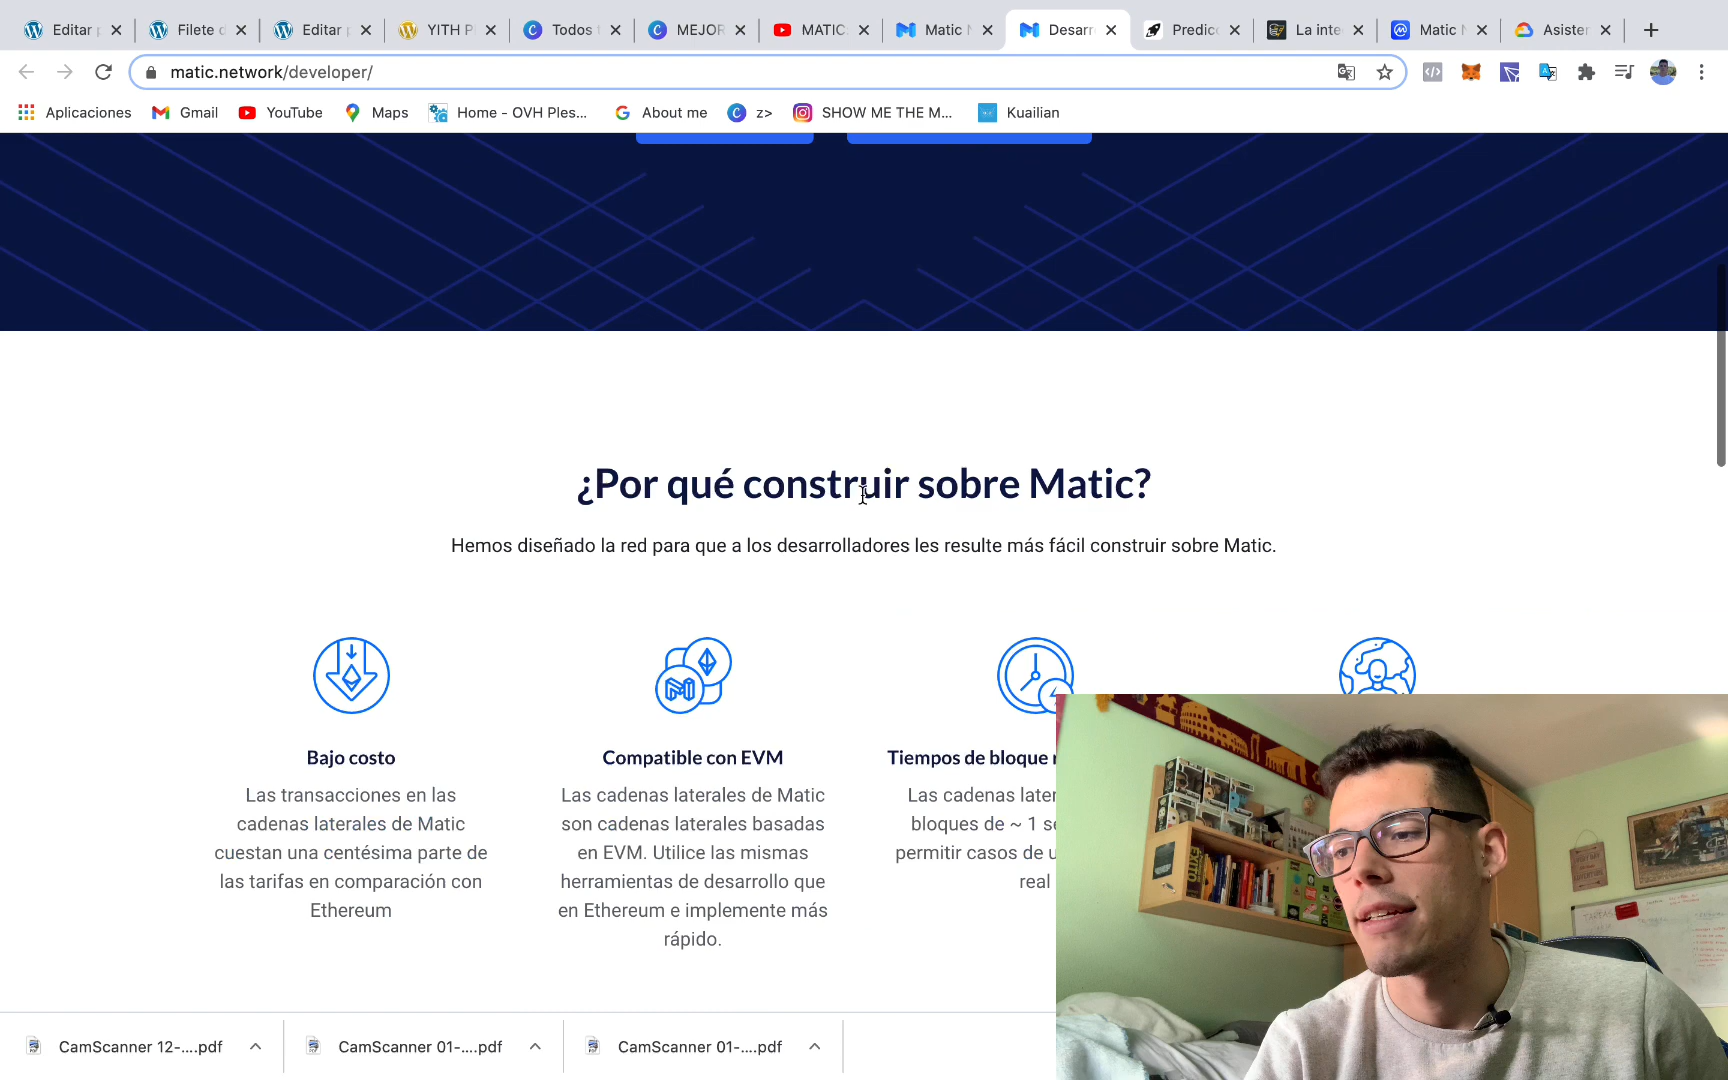 Editar p
Filete d
Editar p
YITH P
Todos
MEJOR
MATIC
Matic N
Desarr
Predicc
La inte
Matic N
Asister
matic.network/developer/
Aplicaciones
Gmail
YouTube
Maps
Home - OVH Ples...
About me
z>
SHOW ME THE M...
Kuailian
¿Por qué construir sobre Matic?
Hemos diseñado la red para que a los desarrolladores les resulte más fácil construir sobre Matic.
Bajo costo
Las transacciones en las
cadenas laterales de Matic
cuestan una centésima parte de
las tarifas en comparación con
Ethereum
Compatible con EVM
Las cadenas laterales de Matic
son cadenas laterales basadas
en EVM. Utilice las mismas
herramientas de desarrollo que
en Ethereum e implemente más
rápido.
Tiempos de bloque
Las cadenas later
bloques de ~ 1 se
permitir casos de u
real
CamScanner 12-....pdf
CamScanner 01-....pdf
CamScanner 01-....pdf